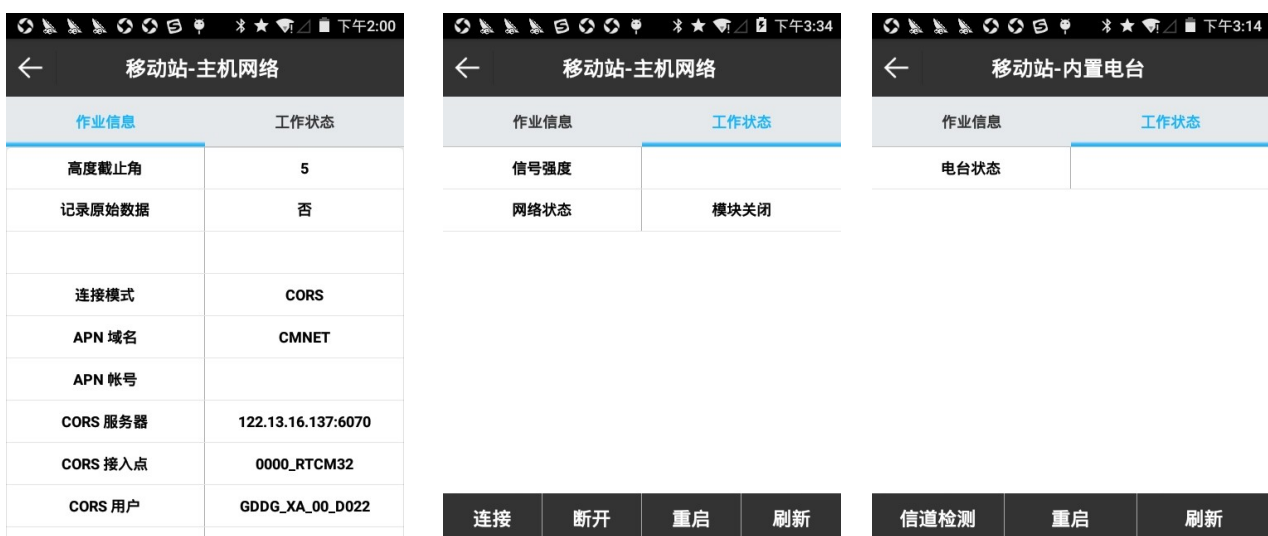 下午2:00
移动站-主机网络
作业信息 工作状态
高度截止角 5
记录原始数据 否
连接模式 CORS
APN 域名 CMNET
APN 帐号
CORS 服务器 122.13.16.137:6070
CORS 接入点 0000_RTCM32
CORS 用户 GDDG_XA_00_D022
下午3:34
移动站-主机网络
作业信息 工作状态
信号强度
网络状态 模块关闭
连接 断开 重启 刷新
下午3:14
移动站-内置电台
作业信息 工作状态
电台状态
信道检测 重启 刷新